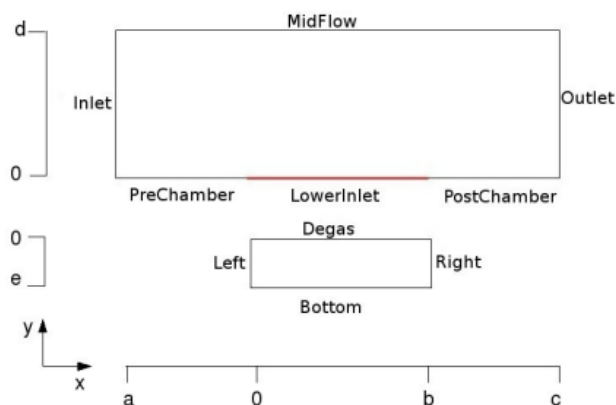 d
MidFlow
Inlet
Outlet
0
PreChamber LowerInlet PostChamber
Degas
0
Left Right
e
Bottom
y
x
a 0 b c